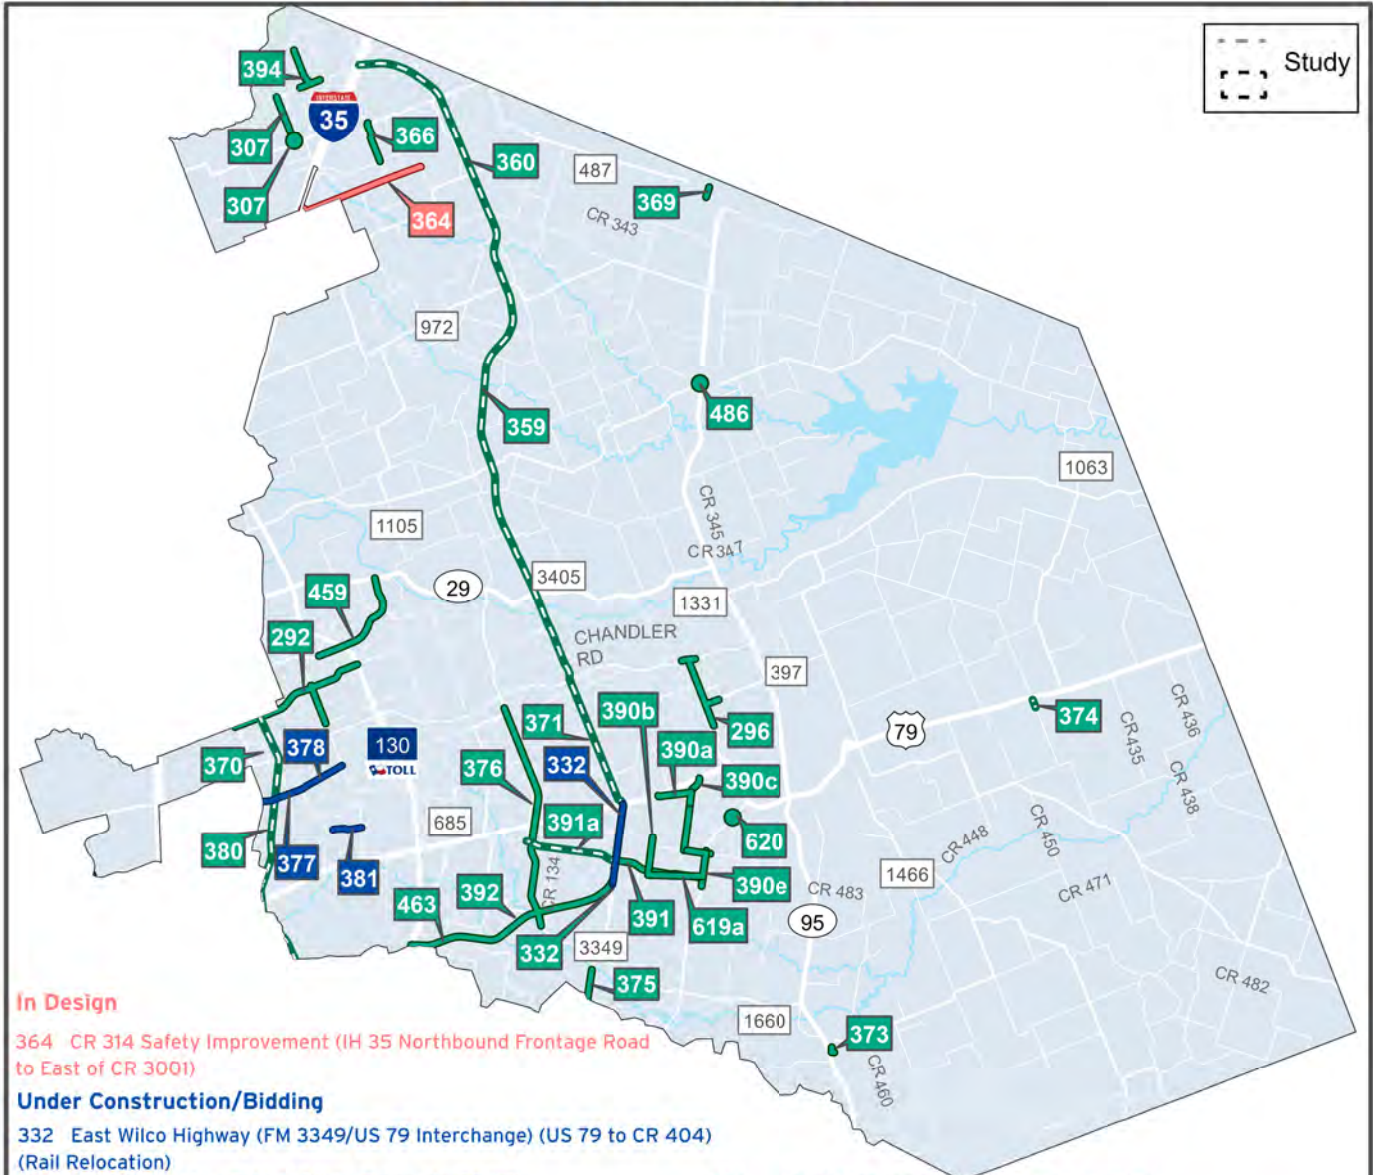 Study
394
INTERSTATE
35
307
366
360
487
307
369
364
CR 343
972
486
359
1063
1105
CR 345
CR 347
3405
29
459
1331
292
CHANDLER
RD
397
390b
296
79
374
CR 436
CR 435
371
378
130
TOLL
390a
370
376
332
390c
CR 438
685
391a
620
CR 450
CR 448
380
377
381
CR 134
390e
1466
CR 471
392
CR 483
463
391
619a
95
332
3349
375
CR 482
1660
373
CR 460
In Design
364 CR 314 Safety Improvement (IH 35 Northbound Frontage Road
to East of CR 3001)
Under Construction/Bidding
332 East Wilco Highway (FM 3349/US 79 Interchange) (US 79 to CR 404)
(Rail Relocation)